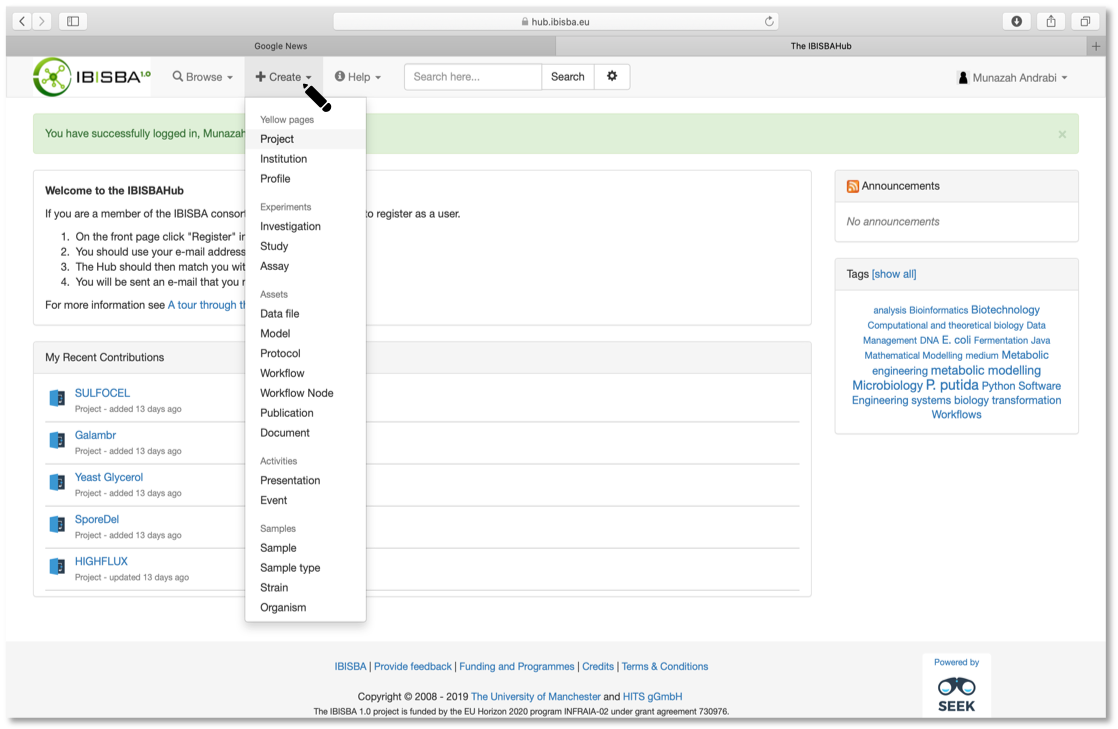 hub.ibisba.eu
Google News
The IBISBAHub
IBISBA 1.0
Browse
Create
Help
Search here...
Search
Munazah Andrabi
You have successfully logged in, Munazah
Yellow pages
Project
Institution
Profile
Experiments
Investigation
Study
Assay
Assets
Data file
Model
Protocol
Workflow
Workflow Node
Publication
Document
Activities
Presentation
Event
Samples
Sample
Sample type
Strain
Organism
Welcome to the IBISBAHub
If you are a member of the IBISBA to register as a user.
1. On the front page click "Register"
2. You should use your e-mail address
3. The Hub should then match you
4. You will be sent an e-mail that you
For more information see A tour through
My Recent Contributions
SULFOCEL
Project - added 13 days ago
Galambr
Project - added 13 days ago
Yeast Glycerol
Project - added 13 days ago
SporeDel
Project - added 13 days ago
HIGHFLUX
Project - updated 13 days ago
Announcements
No announcements
Tags [show all]
analysis Bioinformatics Biotechnology
Computational and theoretical biology Data
Management DNA E. coli Fermentation Java
Mathematical Modelling medium Metabolic
engineering metabolic modelling
Microbiology P. putida Python Software
Engineering systems biology transformation
Workflows
IBISBA | Provide feedback | Funding and Programmes | Credits | Terms & Conditions
Copyright © 2008 - 2019 The University of Manchester and HITS gGmbH
The IBISBA 1.0 project is funded by the EU Horizon 2020 program INFRAIA-02 under grant agreement 730976.
Powered by
SEEK